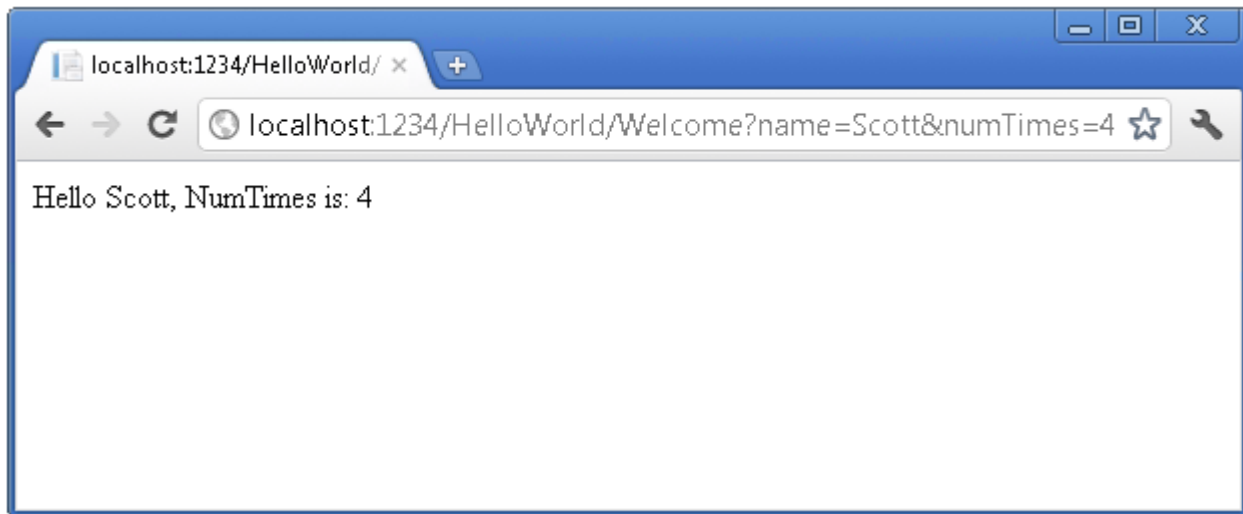 localhost:1234/HelloWorld/
localhost:1234/HelloWorld/Welcome?name=Scott&numTimes=4
Hello Scott, NumTimes is: 4